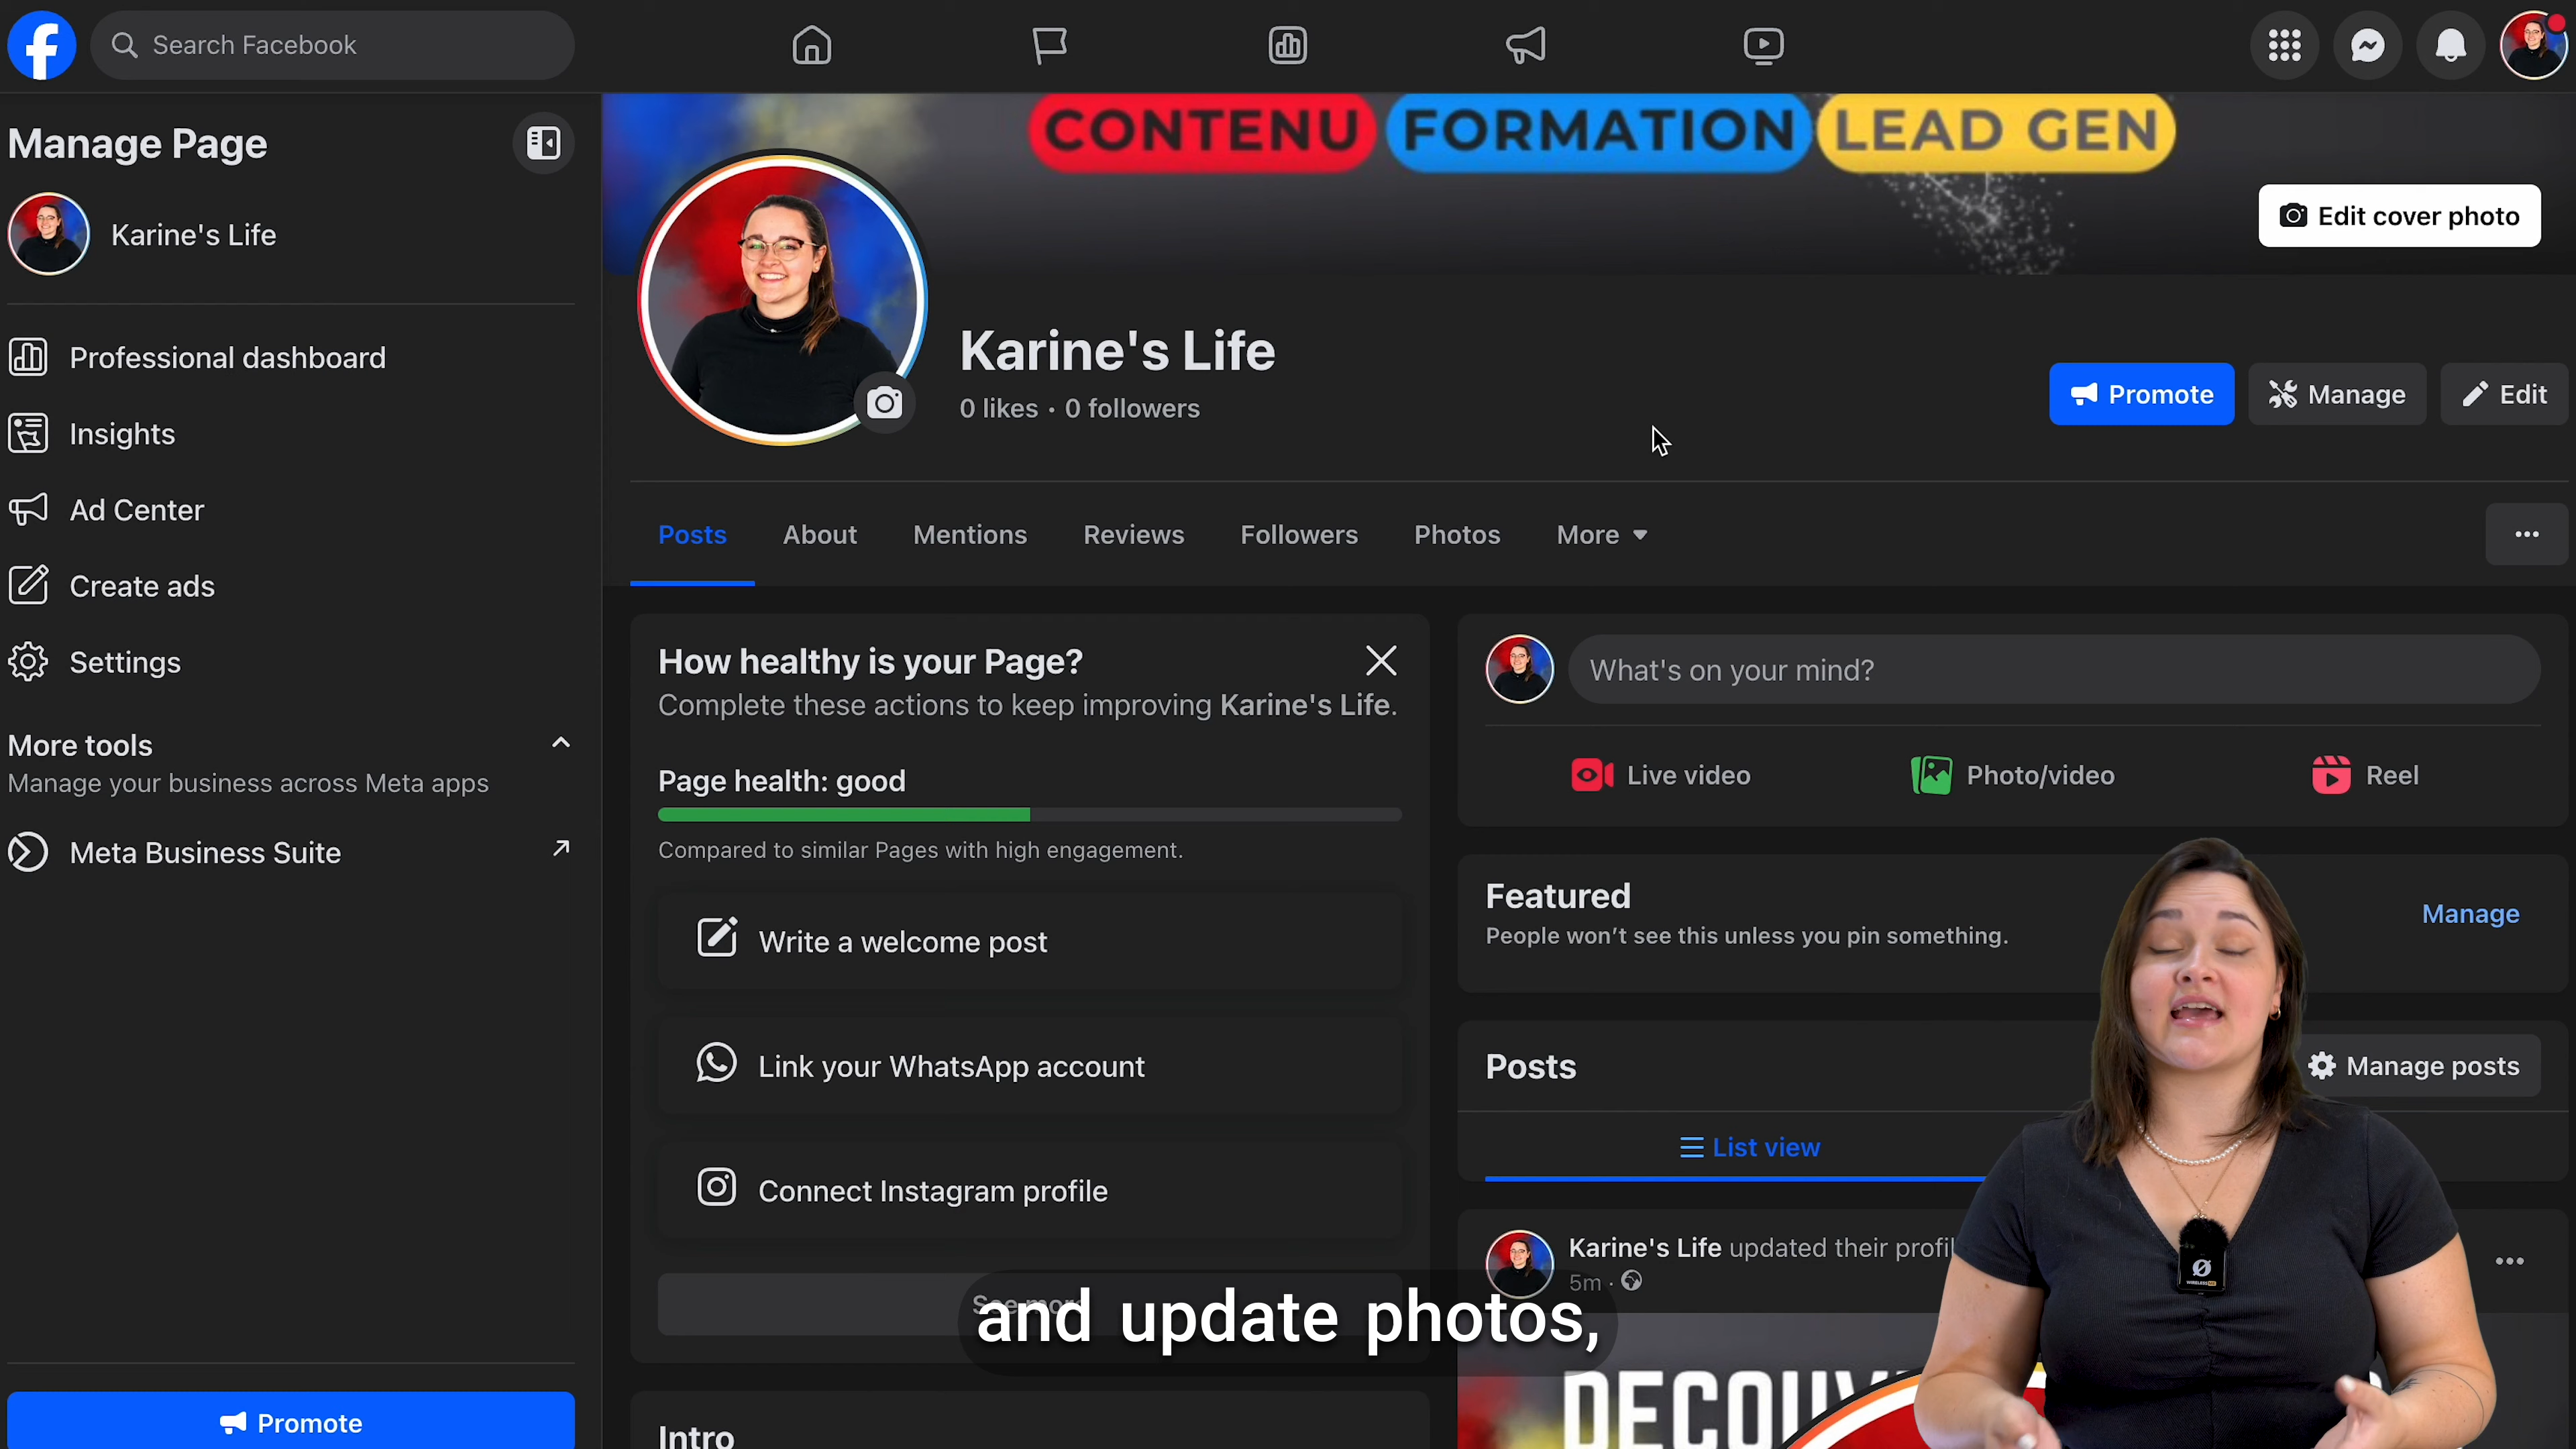 Search Facebook
Manage Page
Karine's Life
Professional dashboard
Insights
Ad Center
Create ads
Settings
More tools
Manage your business across Meta apps
Meta Business Suite
Promote
CONTENU FORMATION LEAD GEN
Edit cover photo
Karine's Life
0 likes · 0 followers
Promote
Manage
Edit
Posts
About
Mentions
Reviews
Followers
Photos
More
How healthy is your Page?
Complete these actions to keep improving Karine's Life.
Page health: good
Compared to similar Pages with high engagement.
Write a welcome post
Link your WhatsApp account
Connect Instagram profile
See more
Intro
What's on your mind?
Live video
Photo/video
Reel
Featured
People won't see this unless you pin something.
Manage
Posts
Manage posts
List view
Karine's Life updated their profil
5m ·
and update photos,